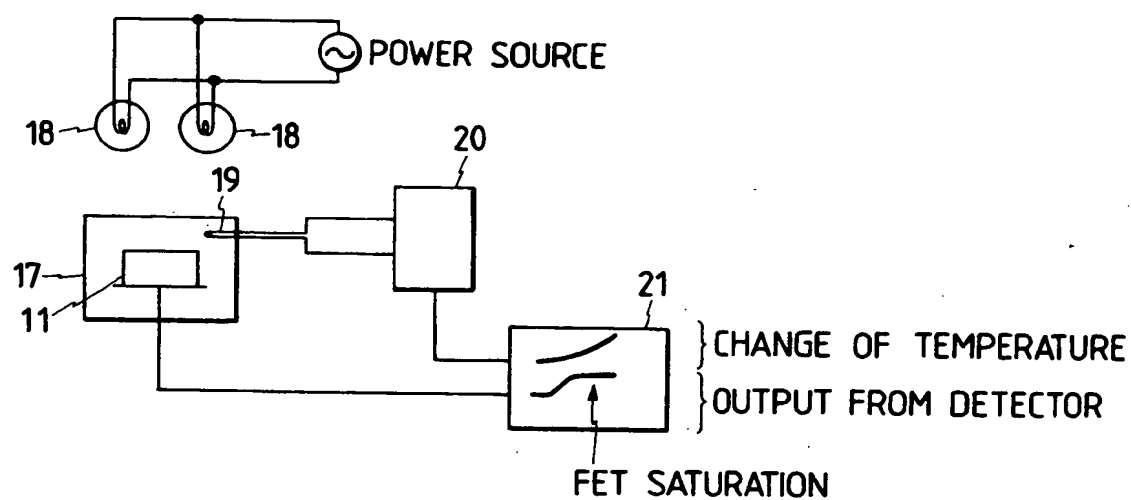 POWER SOURCE
18
18
20
19
17
11
21
CHANGE OF TEMPERATURE
OUTPUT FROM DETECTOR
FET SATURATION